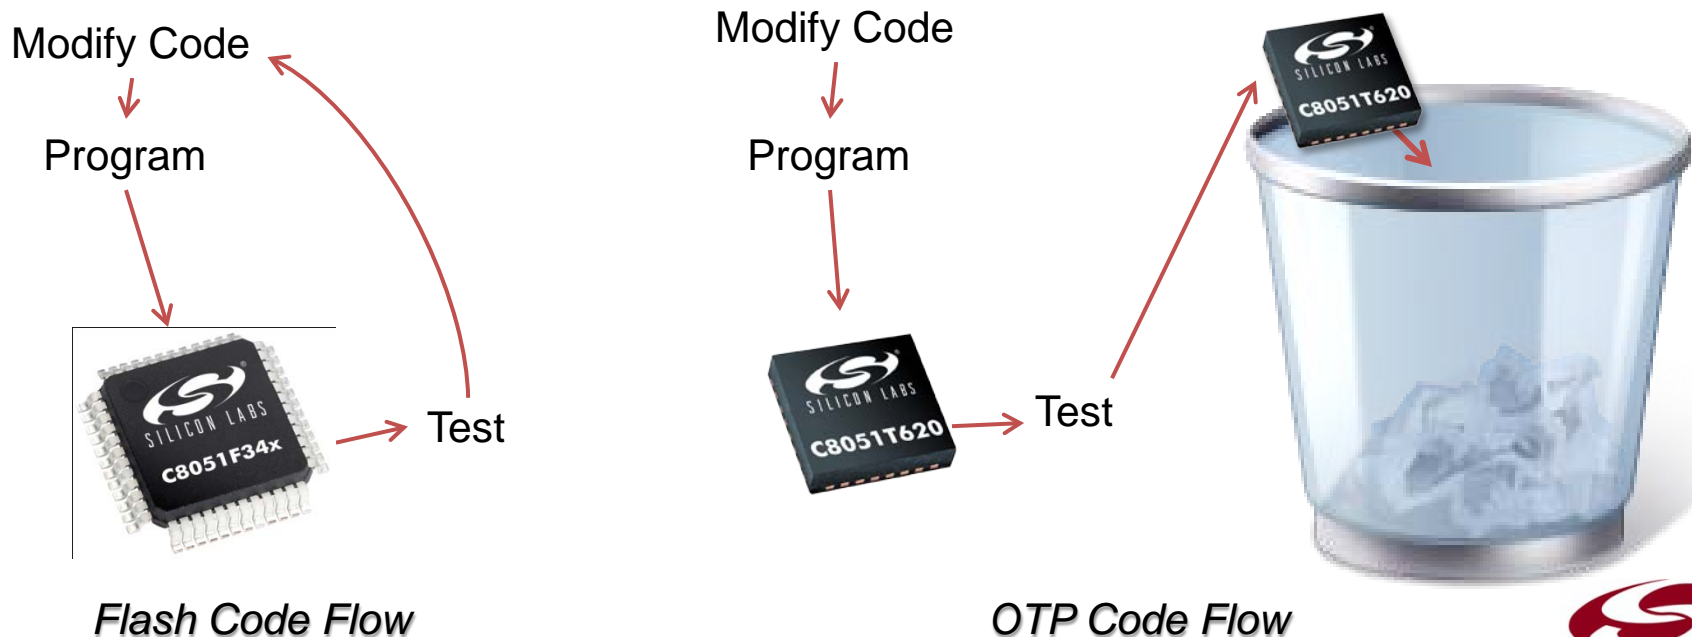 Modify Code
Program
SILICON LABS
C8051F34x
Test
Flash Code Flow
Modify Code
Program
SILICON LABS
C8051T620
Test
SILICON LABS
C8051T620
OTP Code Flow